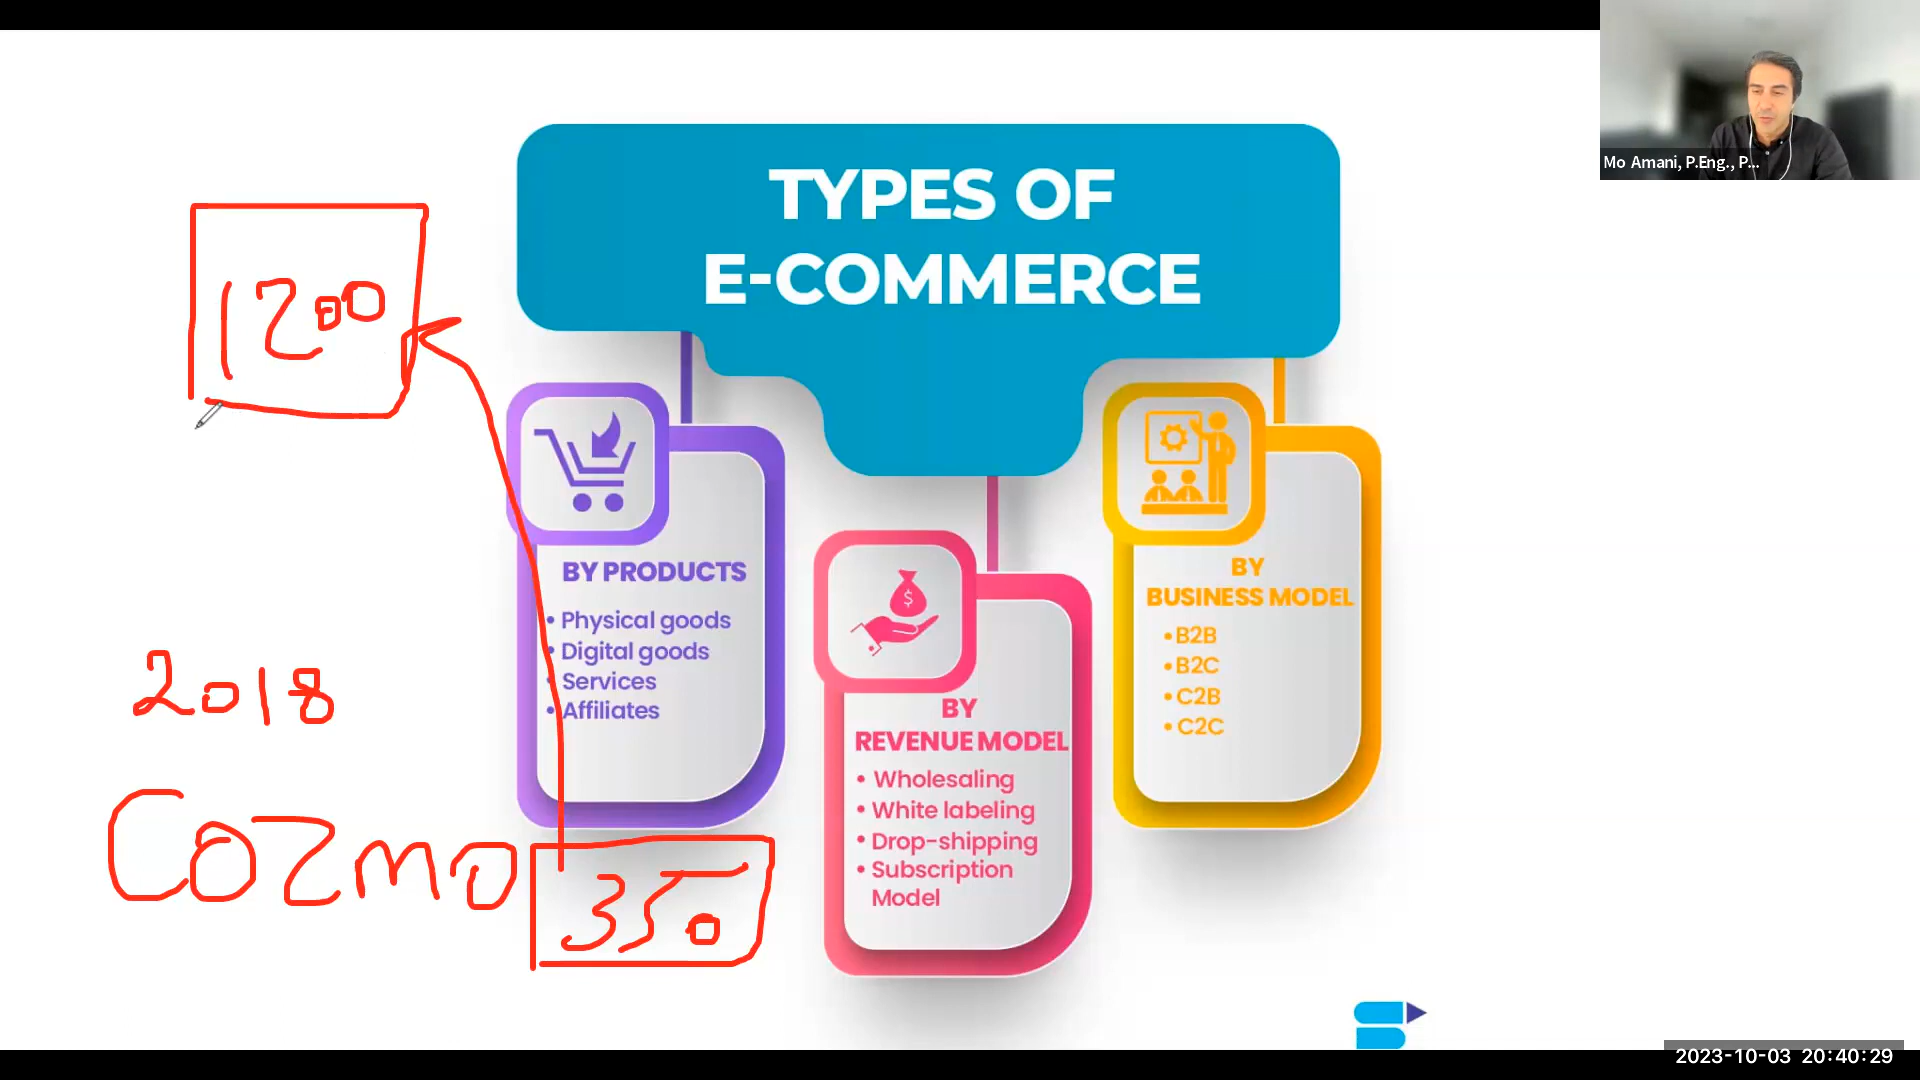 Mo Amani, P.Eng., P...
TYPES OF
E-COMMERCE
1200
BY PRODUCTS
• Physical goods
• Digital goods
• Services
• Affiliates
BY
REVENUE MODEL
• Wholesaling
• White labeling
• Drop-shipping
• Subscription
Model
BY
BUSINESS MODEL
• B2B
• B2C
• C2B
• C2C
2018
COZMO
350
2023-10-03 20:40:29